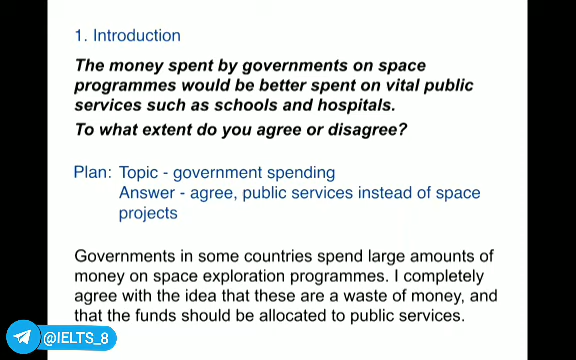 1. Introduction
The money spent by governments on space
programmes would be better spent on vital public
services such as schools and hospitals.
To what extent do you agree or disagree?
Plan: Topic - government spending
Answer - agree, public services instead of space
projects
Governments in some countries spend large amounts of
money on space exploration programmes. I completely
agree with the idea that these are a waste of money, and
that the funds should be allocated to public services.
@IELTS_8